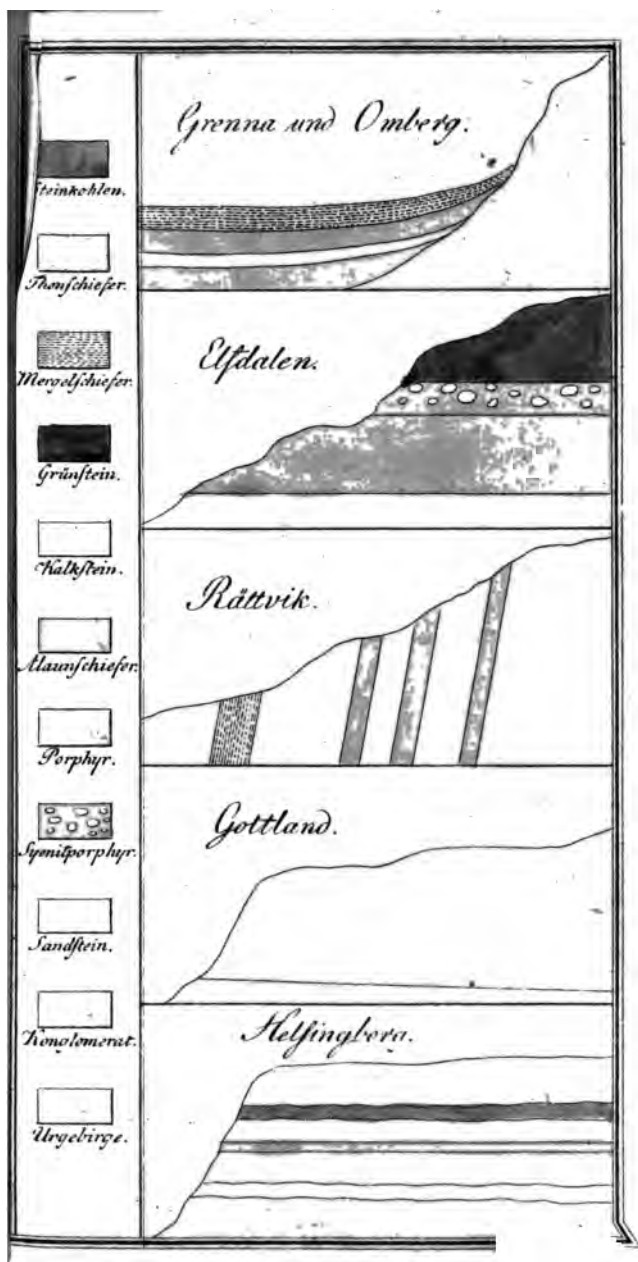 Steinkohlen.
Thonſchiefer.
Mergelſchiefer.
Grünſtein.
Kalkſtein.
Alaunſchiefer.
Porphyr.
Syenitporphyr.
Sandſtein.
Konglomerat.
Urgebirge.
Grenna und Omberg.
Elfdalen.
Rättvik.
Gottland.
Helſingborg.